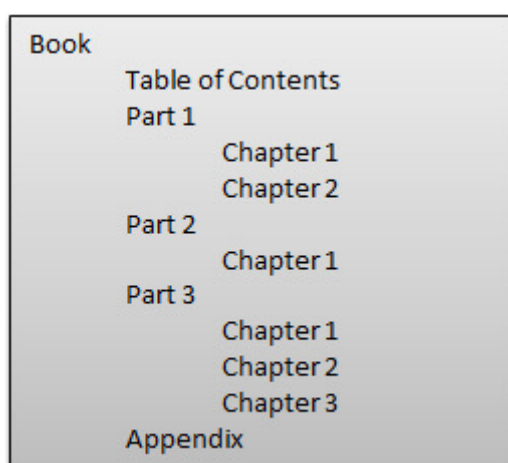 Book
Table of Contents
Part 1
Chapter 1
Chapter 2
Part 2
Chapter 1
Part 3
Chapter 1
Chapter 2
Chapter 3
Appendix